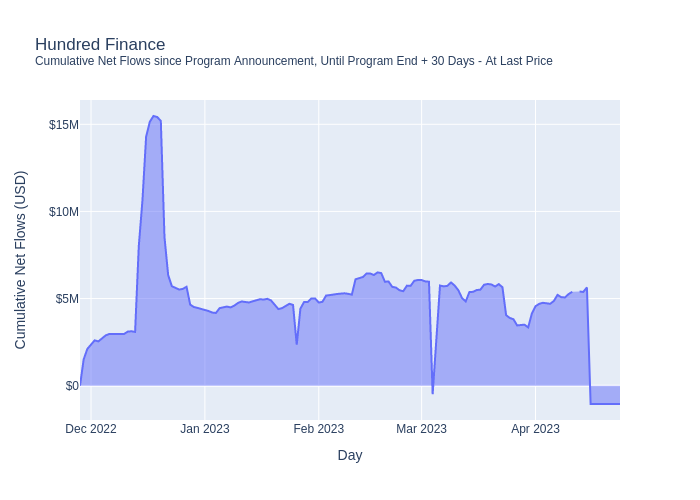 Hundred Finance
Cumulative Net Flows since Program Announcement, Until Program End + 30 Days - At Last Price
Cumulative Net Flows (USD)
$15M
$10M
$5M
$0
Dec 2022
Jan 2023
Feb 2023
Mar 2023
Apr 2023
Day